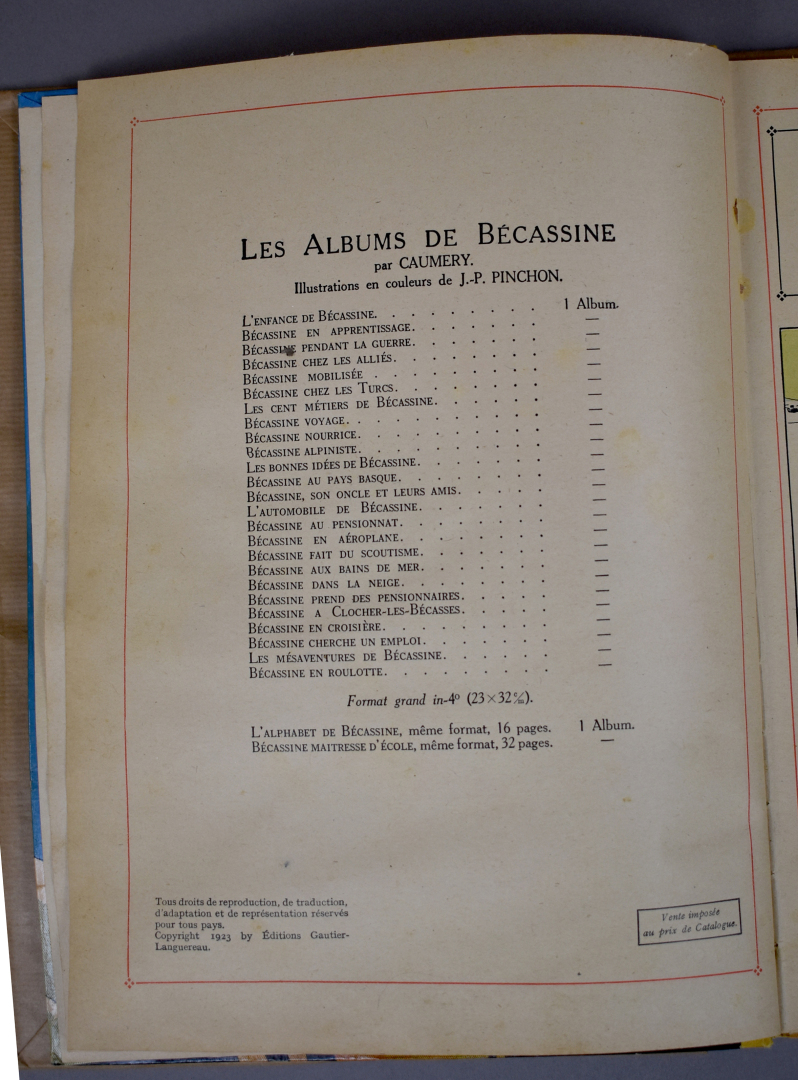 LES ALBUMS DE BÉCASSINE
par CAUMERY.
Illustrations en couleurs de J.-P. PINCHON.
L'ENFANCE DE BÉCASSINE. . . . . . . . . 1 Album.
BÉCASSINE EN APPRENTISSAGE. . . . . . . —
BÉCASSINE PENDANT LA GUERRE. . . . . . . —
BÉCASSINE CHEZ LES ALLIÉS. . . . . . . . —
BÉCASSINE MOBILISÉE . . . . . . . . —
BÉCASSINE CHEZ LES TURCS. . . . . . . . —
LES CENT MÉTIERS DE BÉCASSINE. . . . . . —
BÉCASSINE VOYAGE. . . . . . . . . . —
BÉCASSINE NOURRICE. . . . . . . . . —
BÉCASSINE ALPINISTE. . . . . . . . . —
LES BONNES IDÉES DE BÉCASSINE. . . . . . . —
BÉCASSINE AU PAYS BASQUE. . . . . . . . —
BÉCASSINE, SON ONCLE ET LEURS AMIS. . . . . —
L'AUTOMOBILE DE BÉCASSINE. . . . . . . —
BÉCASSINE AU PENSIONNAT. . . . . . . . —
BÉCASSINE EN AÉROPLANE. . . . . . . . —
BÉCASSINE FAIT DU SCOUTISME. . . . . . . —
BÉCASSINE AUX BAINS DE MER. . . . . . . —
BÉCASSINE DANS LA NEIGE. . . . . . . . —
BÉCASSINE PREND DES PENSIONNAIRES. . . . . —
BÉCASSINE A CLOCHER-LES-BÉCASSES. . . . . —
BÉCASSINE EN CROISIÈRE. . . . . . . . —
BÉCASSINE CHERCHE UN EMPLOI. . . . . . . —
LES MÉSAVENTURES DE BÉCASSINE. . . . . . —
BÉCASSINE EN ROULOTTE. . . . . . . . . —
Format grand in-4º (23×32 c/m).
L'ALPHABET DE BÉCASSINE, même format, 16 pages. 1 Album.
BÉCASSINE MAITRESSE D'ÉCOLE, même format, 32 pages. —
Tous droits de reproduction, de traduction,
d'adaptation et de représentation réservés
pour tous pays.
Copyright 1923 by Éditions Gautier-
Languereau.
Vente imposée
au prix de Catalogue.